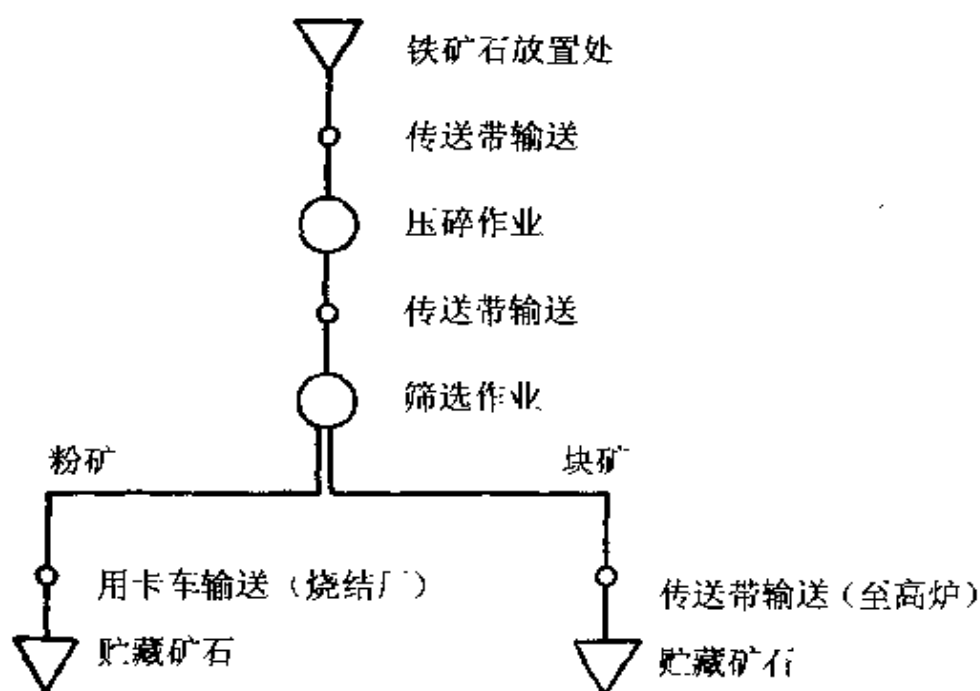 铁矿石放置处
传送带输送
压碎作业
传送带输送
筛选作业
粉矿
块矿
用卡车输送（烧结厂）
传送带输送（至高炉）
贮藏矿石
贮藏矿石